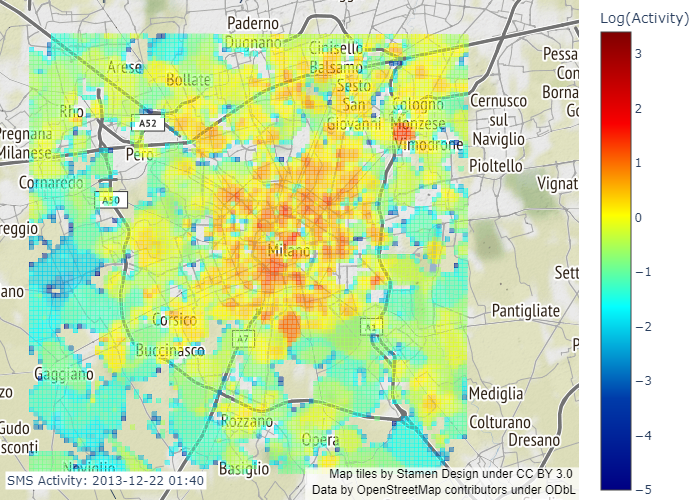 Log(Activity)
Paderno
Dugnano
Cinisello
Balsamo
Arese
Bollate
Sesto
San
Giovanni
Cologno
Monzese
Vimodrone
Cernusco
sul
Naviglio
Pessa
Con
Borna
Go
Rho
A52
Pregnana
Milanese
Pero
Pioltello
Cornaredo
A50
Vignat
reggio
Milano
Sett
ano
Pantigliate
Corsico
A7
A1
Buccinasco
P
Gaggiano
zo
Mediglia
Rozzano
Colturano
Gudo
sconti
Opera
Dresano
Naviglio
Basiglio
SMS Activity: 2013-12-22 01:40
Map tiles by Stamen Design under CC BY 3.0
Data by OpenStreetMap contributors under ODbL
3
2
1
0
−1
−2
−3
−4
−5